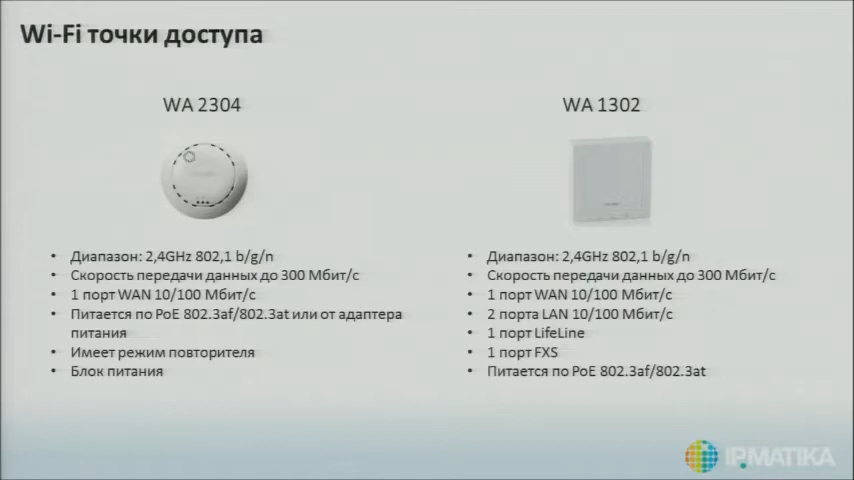 Wi-Fi точки доступа
WA 2304
• Диапазон: 2,4GHz 802,1 b/g/n
• Скорость передачи данных до 300 Мбит/с
• 1 порт WAN 10/100 Мбит/с
• Питается по PoE 802.3af/802.3at или от адаптера
питания
• Имеет режим повторителя
• Блок питания
WA 1302
• Диапазон: 2,4GHz 802,1 b/g/n
• Скорость передачи данных до 300 Мбит/с
• 1 порт WAN 10/100 Мбит/с
• 2 порта LAN 10/100 Мбит/с
• 1 порт LifeLine
• 1 порт FXS
• Питается по PoE 802.3af/802.3at
IPMATIKA